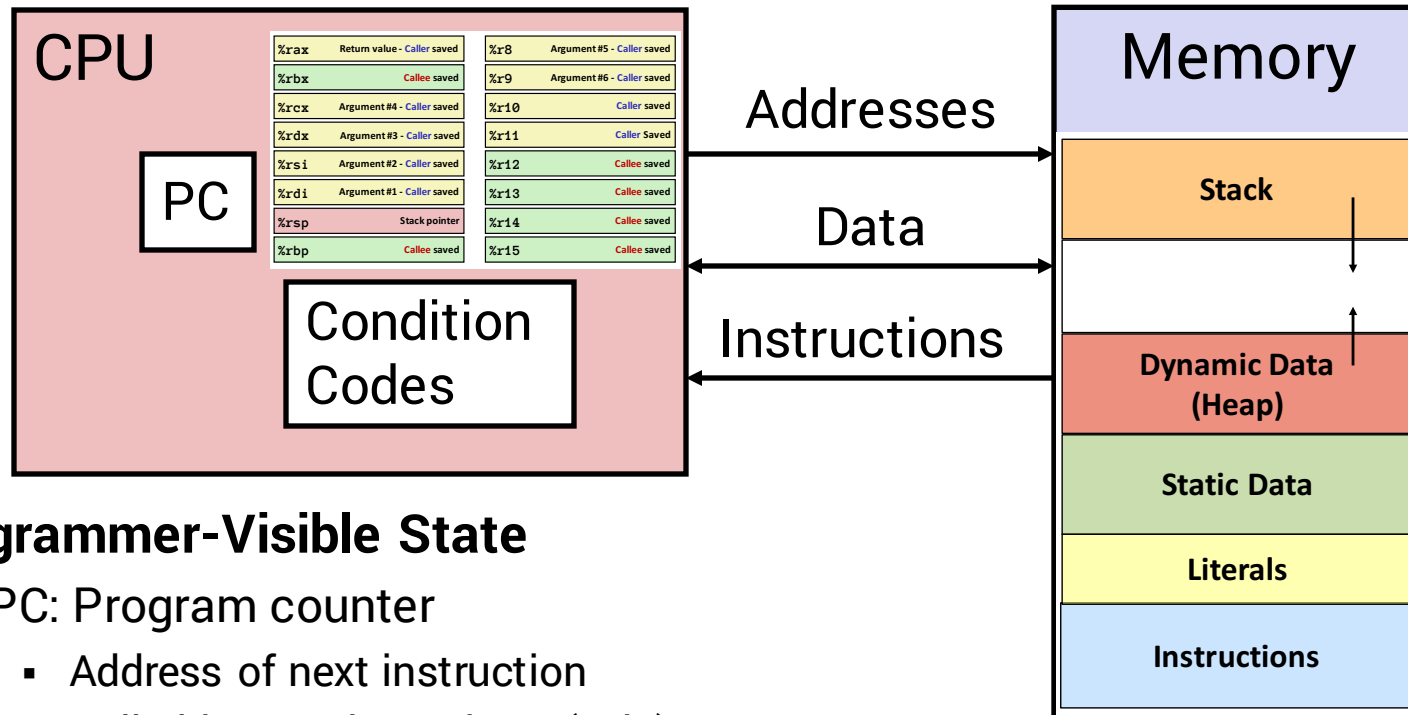 CPU
%rax Return value - Caller saved
%rbx Callee saved
%rcx Argument #4 - Caller saved
%rdx Argument #3 - Caller saved
%rsi Argument #2 - Caller saved
%rdi Argument #1 - Caller saved
%rsp Stack pointer
%rbp Callee saved
%r8 Argument #5 - Caller saved
%r9 Argument #6 - Caller saved
%r10 Caller saved
%r11 Caller Saved
%r12 Callee saved
%r13 Callee saved
%r14 Callee saved
%r15 Callee saved
PC
Condition
Codes
Addresses
Data
Instructions
Memory
Stack
Dynamic Data
(Heap)
Static Data
Literals
Instructions
grammer-Visible State
PC: Program counter
▪ Address of next instruction